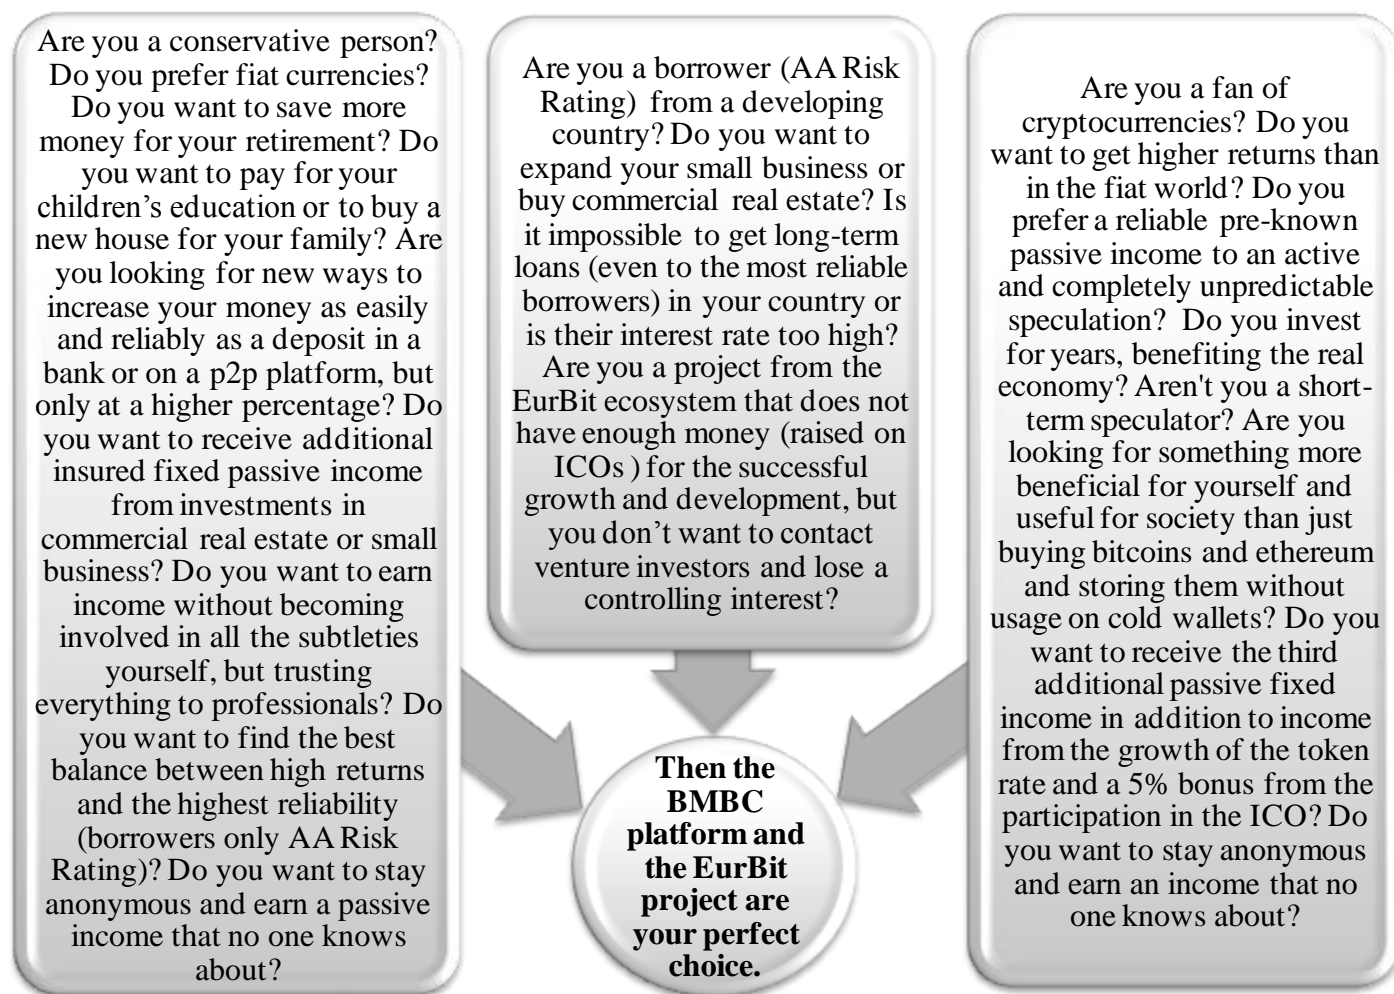 Are you a conservative person?
Do you prefer fiat currencies?
Do you want to save more
money for your retirement? Do
you want to pay for your
children’s education or to buy a
new house for your family? Are
you looking for new ways to
increase your money as easily
and reliably as a deposit in a
bank or on a p2p platform, but
only at a higher percentage? Do
you want to receive additional
insured fixed passive income
from investments in
commercial real estate or small
business? Do you want to earn
income without becoming
involved in all the subtleties
yourself, but trusting
everything to professionals? Do
you want to find the best
balance between high returns
and the highest reliability
(borrowers only AA Risk
Rating)? Do you want to stay
anonymous and earn a passive
income that no one knows
about?
Are you a borrower (AA Risk
Rating) from a developing
country? Do you want to
expand your small business or
buy commercial real estate? Is
it impossible to get long-term
loans (even to the most reliable
borrowers) in your country or
is their interest rate too high?
Are you a project from the
EurBit ecosystem that does not
have enough money (raised on
ICOs ) for the successful
growth and development, but
you don’t want to contact
venture investors and lose a
controlling interest?
Are you a fan of
cryptocurrencies? Do you
want to get higher returns than
in the fiat world? Do you
prefer a reliable pre-known
passive income to an active
and completely unpredictable
speculation? Do you invest
for years, benefiting the real
economy? Aren't you a short-
term speculator? Are you
looking for something more
beneficial for yourself and
useful for society than just
buying bitcoins and ethereum
and storing them without
usage on cold wallets? Do you
want to receive the third
additional passive fixed
income in addition to income
from the growth of the token
rate and a 5% bonus from the
participation in the ICO? Do
you want to stay anonymous
and earn an income that no
one knows about?
Then the
BMBC
platform and
the EurBit
project are
your perfect
choice.